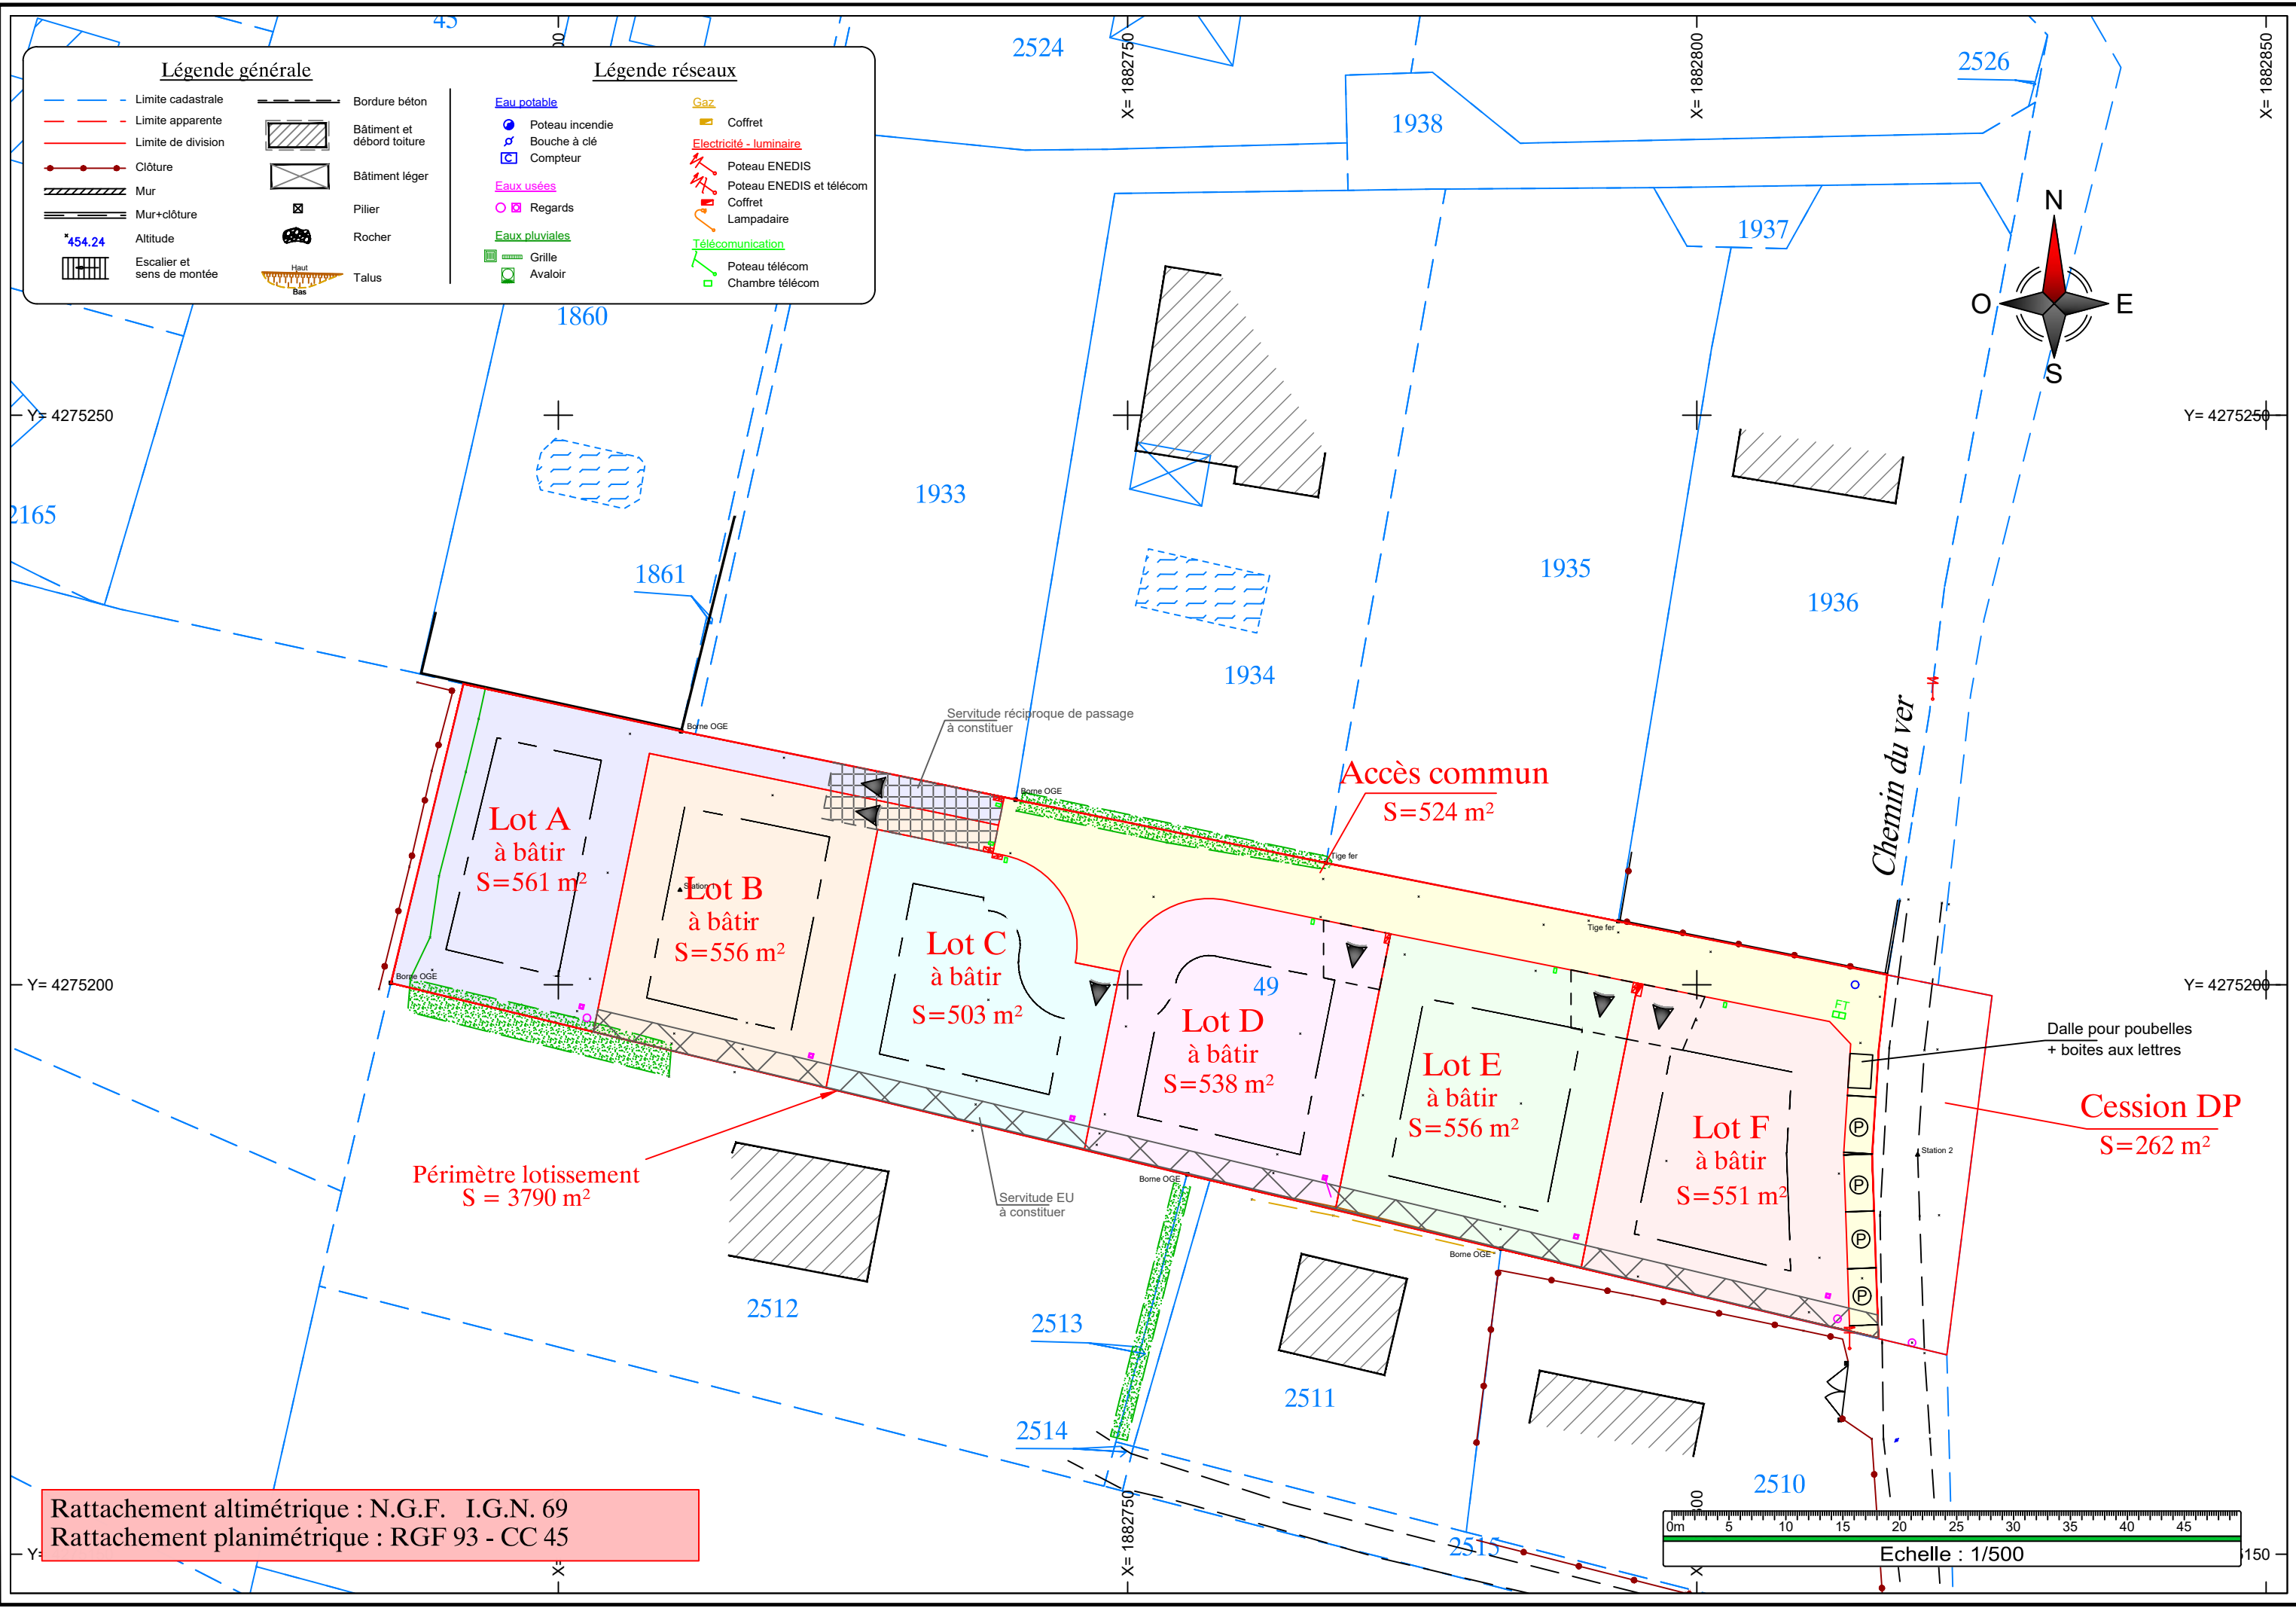 45
2524
X= 1882750
X= 1882800
2526
X= 1882850
Légende générale
Limite cadastrale
Limite apparente
Limite de division
Clôture
Mur
Mur+clôture
454.24
Altitude
Escalier et
sens de montée
Bordure béton
Bâtiment et
débord toiture
Bâtiment léger
Pilier
Rocher
Haut
Bas
Talus
Légende réseaux
Eau potable
Poteau incendie
Bouche à clé
C
Compteur
Eaux usées
Regards
Eaux pluviales
Grille
Avaloir
Gaz
Coffret
Electricité - luminaire
Poteau ENEDIS
Poteau ENEDIS et télécom
Coffret
Lampadaire
Télécomunication
Poteau télécom
Chambre télécom
1938
1937
N
O
E
S
1860
Y= 4275250
Y= 4275250
2165
1933
1861
1935
1936
1934
Chemin du ver
Borne OGE
Servitude réciproque de passage
à constituer
Borne OGE
Accès commun
S=524 m²
Tige fer
Tige fer
Lot A
à bâtir
S=561 m²
Station
Lot B
à bâtir
S=556 m²
Lot C
à bâtir
S=503 m²
49
Lot D
à bâtir
S=538 m²
Lot E
à bâtir
S=556 m²
Lot F
à bâtir
S=551 m²
Borne OGE
Y= 4275200
Y= 4275200
FT
Dalle pour poubelles
+ boites aux lettres
Cession DP
S=262 m²
P
P
P
P
Station 2
Périmètre lotissement
S = 3790 m²
Borne OGE
Servitude EU
à constituer
Borne OGE
2512
2513
2511
2514
2510
2515
Rattachement altimétrique : N.G.F. I.G.N. 69
Rattachement planimétrique : RGF 93 - CC 45
X= 1882750
0m 5 10 15 20 25 30 35 40 45
Echelle : 1/500